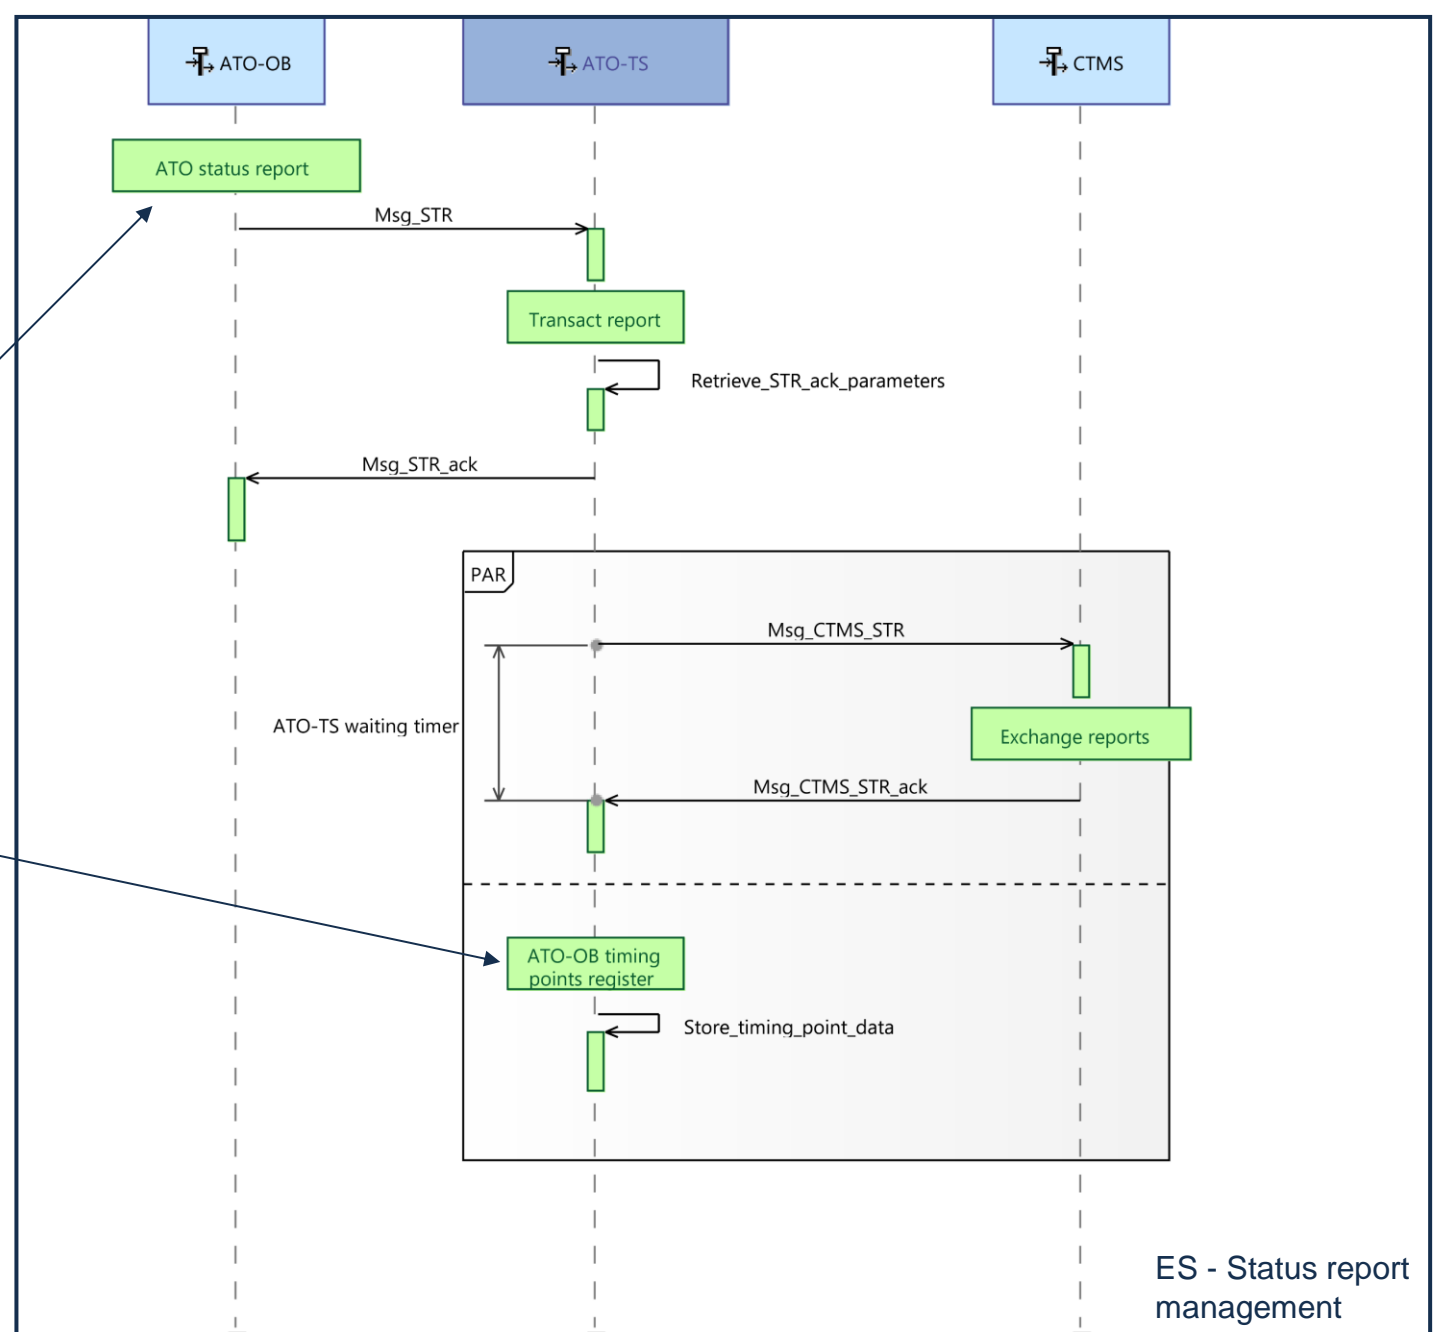 ATO-OB
ATO-TS
CTMS
ATO status report
Msg_STR
Transact report
Retrieve_STR_ack_parameters
Msg_STR_ack
PAR
Msg_CTMS_STR
ATO-TS waiting timer
Exchange reports
Msg_CTMS_STR_ack
ATO-OB timing
points register
Store_timing_point_data
ES - Status report
management